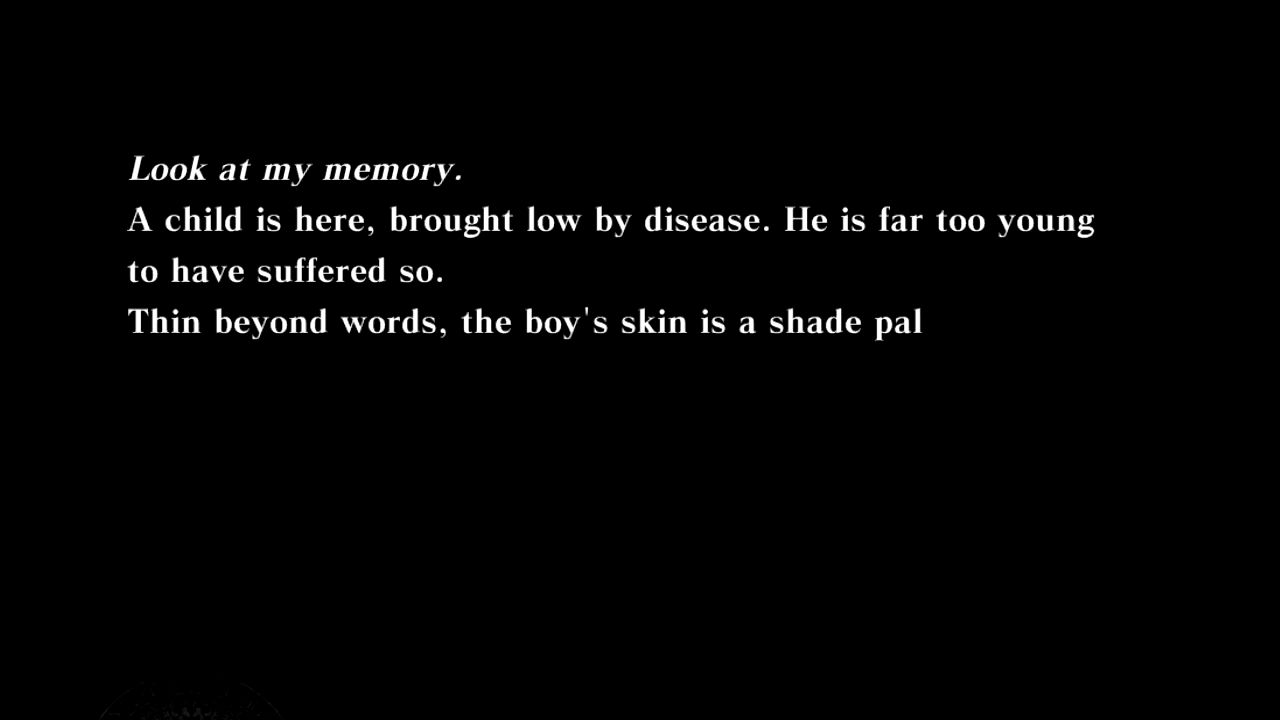 Look at my memory.
A child is here, brought low by disease. He is far too young
to have suffered so.
Thin beyond words, the boy's skin is a shade pal